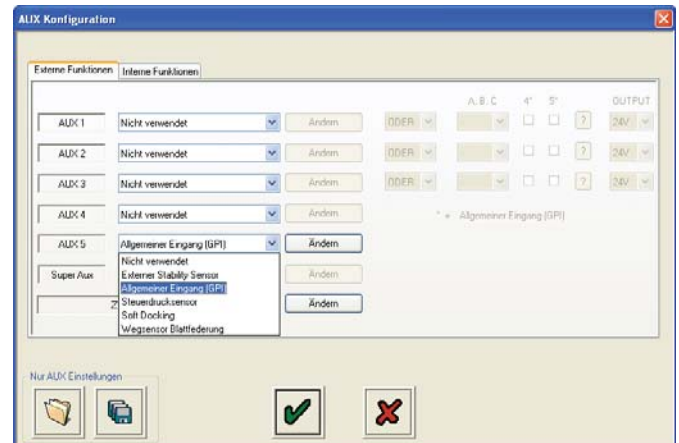 AUX Konfiguration
Externe Funktionen Interne Funktionen
A, B, C 4* 5* OUTPUT
AUX 1 Nicht verwendet Ändern ODER ? 24V
AUX 2 Nicht verwendet Ändern ODER ? 24V
AUX 3 Nicht verwendet Ändern ODER ? 24V
AUX 4 Nicht verwendet Ändern * = Allgemeiner Eingang (GPI)
AUX 5 Allgemeiner Eingang (GPI) Ändern
Nicht verwendet
Super Aux Externer Stability Sensor Ändern
Allgemeiner Eingang (GPI)
Z Steuerdrucksensor Ändern
Soft Docking
Wegsensor Blattfederung
Nur AUX Einstellungen